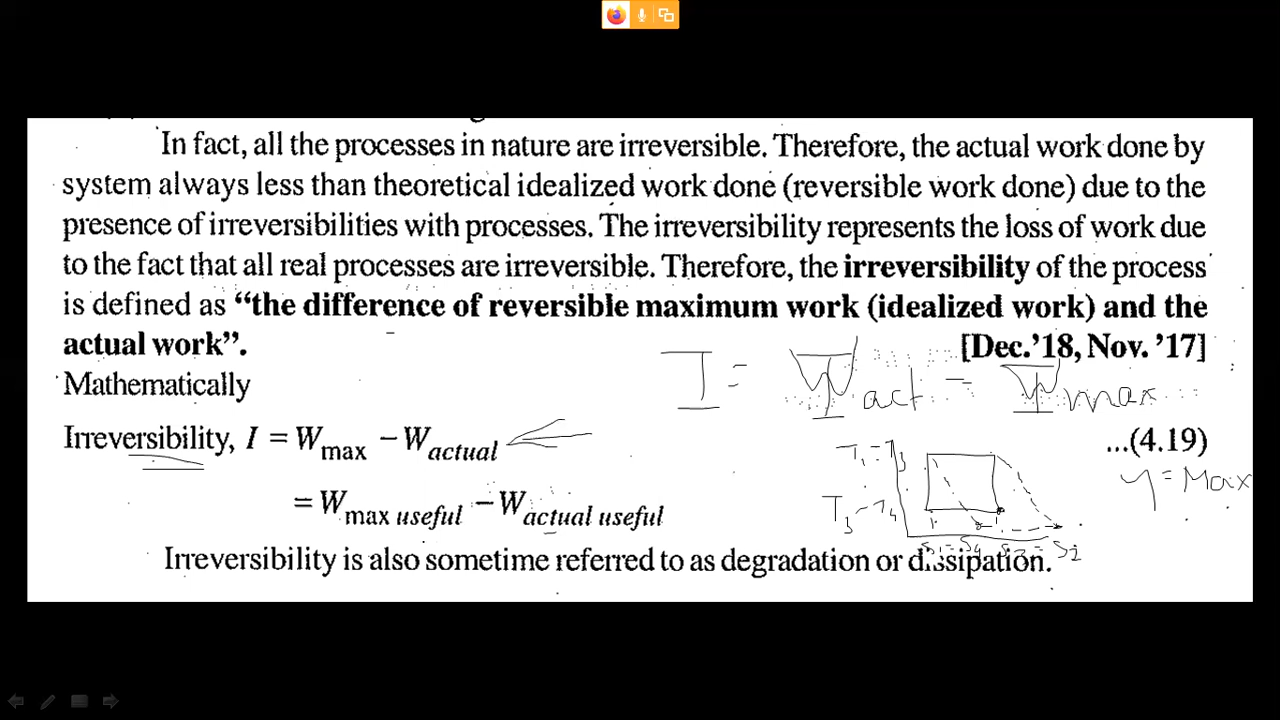 In fact, all the processes in nature are irreversible. Therefore, the actual work done by
system always less than theoretical idealized work done (reversible work done) due to the
presence of irreversibilities with processes. The irreversibility represents the loss of work due
to the fact that all real processes are irreversible. Therefore, the irreversibility of the process
is defined as “the difference of reversible maximum work (idealized work) and the
actual work”. [Dec.’18, Nov. ’17]
Mathematically
I = W act - W max
Irreversibility, I = Wmax − Wactual ...(4.19)
y = Max
= Wmax useful − Wactual useful
Irreversibility is also sometime referred to as degradation or dissipation.